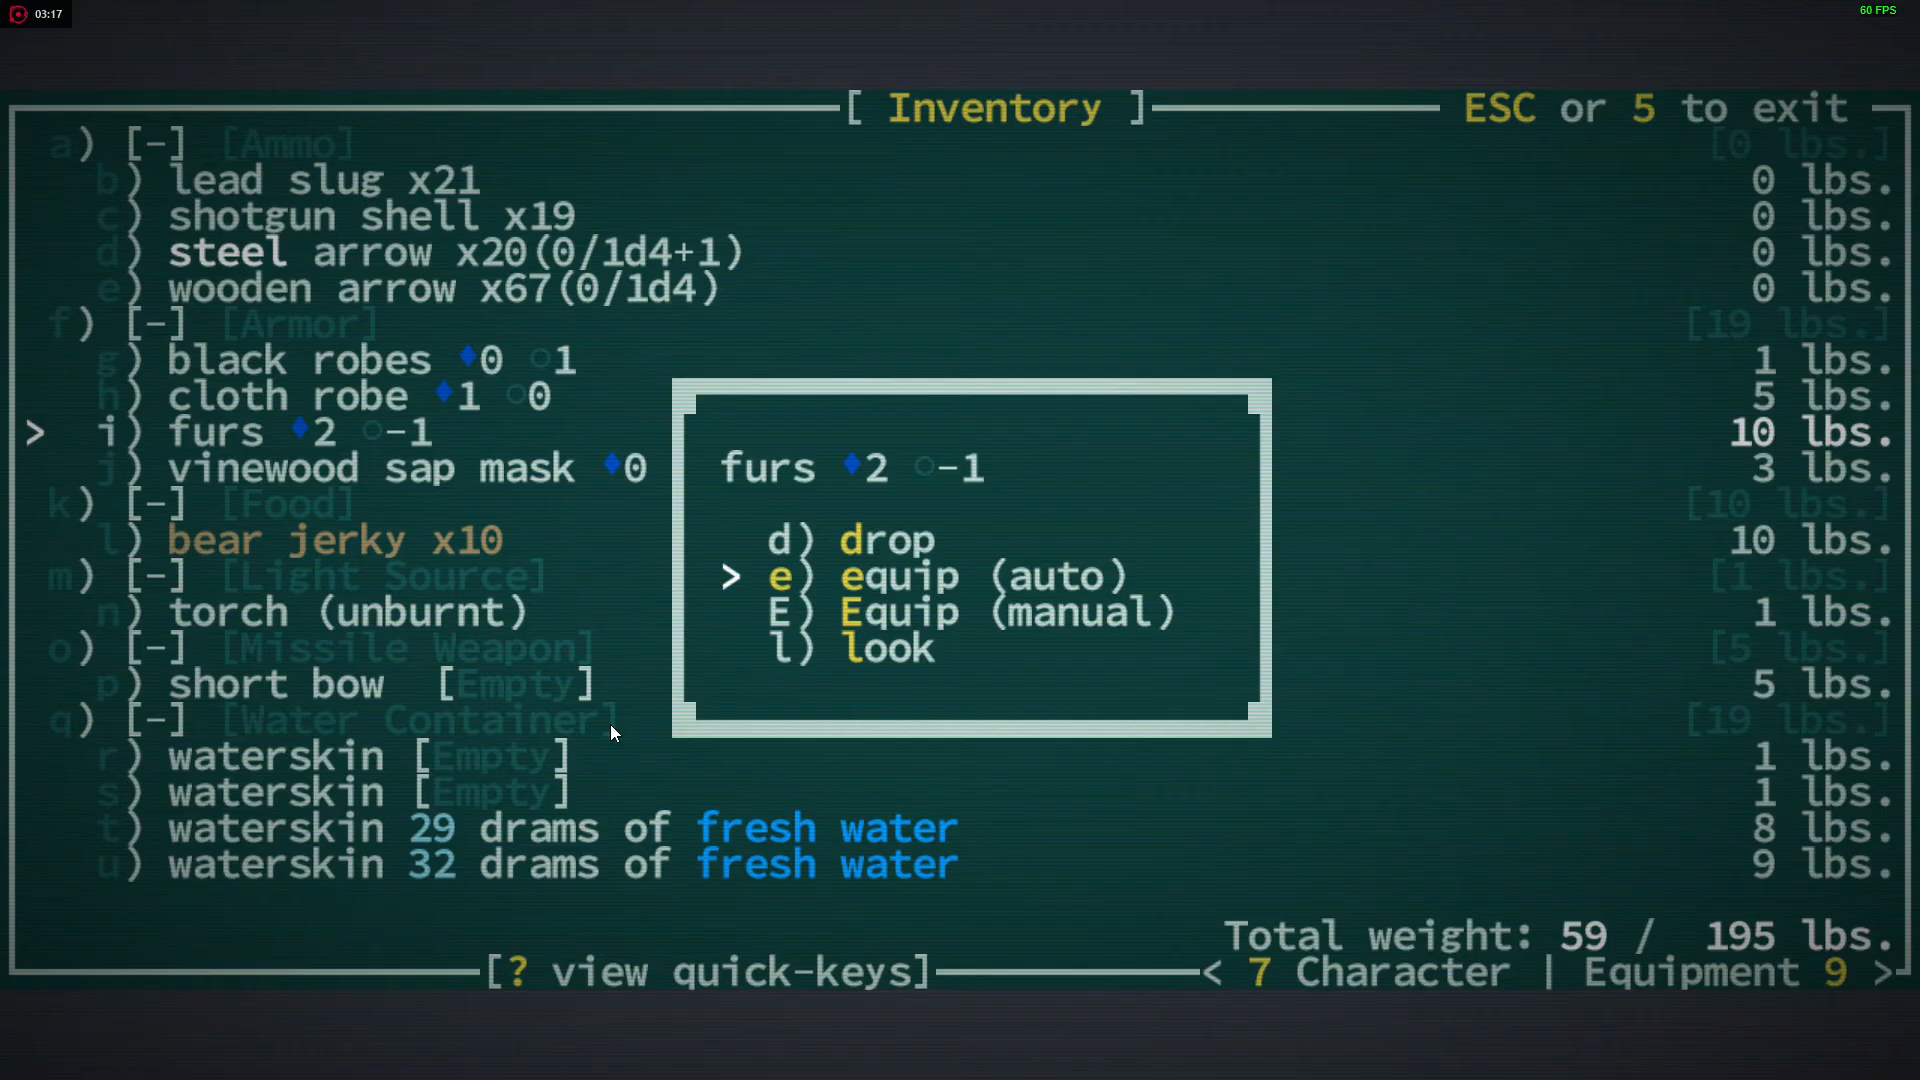 03:17
60 FPS
[ Inventory ] ESC or 5 to exit
a) [-] [Ammo] [0 lbs.]
b) lead slug x21 0 lbs.
c) shotgun shell x19 0 lbs.
d) steel arrow x20(0/1d4+1) 0 lbs.
e) wooden arrow x67(0/1d4) 0 lbs.
f) [-] [Armor] [19 lbs.]
g) black robes ♦0 ○1 1 lbs.
h) cloth robe ♦1 ○0 5 lbs.
> i) furs ♦2 ○-1 10 lbs.
j) vinewood sap mask ♦0 3 lbs.
k) [-] [Food] [10 lbs.]
l) bear jerky x10 10 lbs.
m) [-] [Light Source] [1 lbs.]
n) torch (unburnt) 1 lbs.
o) [-] [Missile Weapon] [5 lbs.]
p) short bow [Empty] 5 lbs.
q) [-] [Water Container] [19 lbs.]
r) waterskin [Empty] 1 lbs.
s) waterskin [Empty] 1 lbs.
t) waterskin 29 drams of fresh water 8 lbs.
u) waterskin 32 drams of fresh water 9 lbs.
furs ♦2 ○-1
d) drop
> e) equip (auto)
E) Equip (manual)
l) look
Total weight: 59 / 195 lbs.
[? view quick-keys] < 7 Character | Equipment 9 >